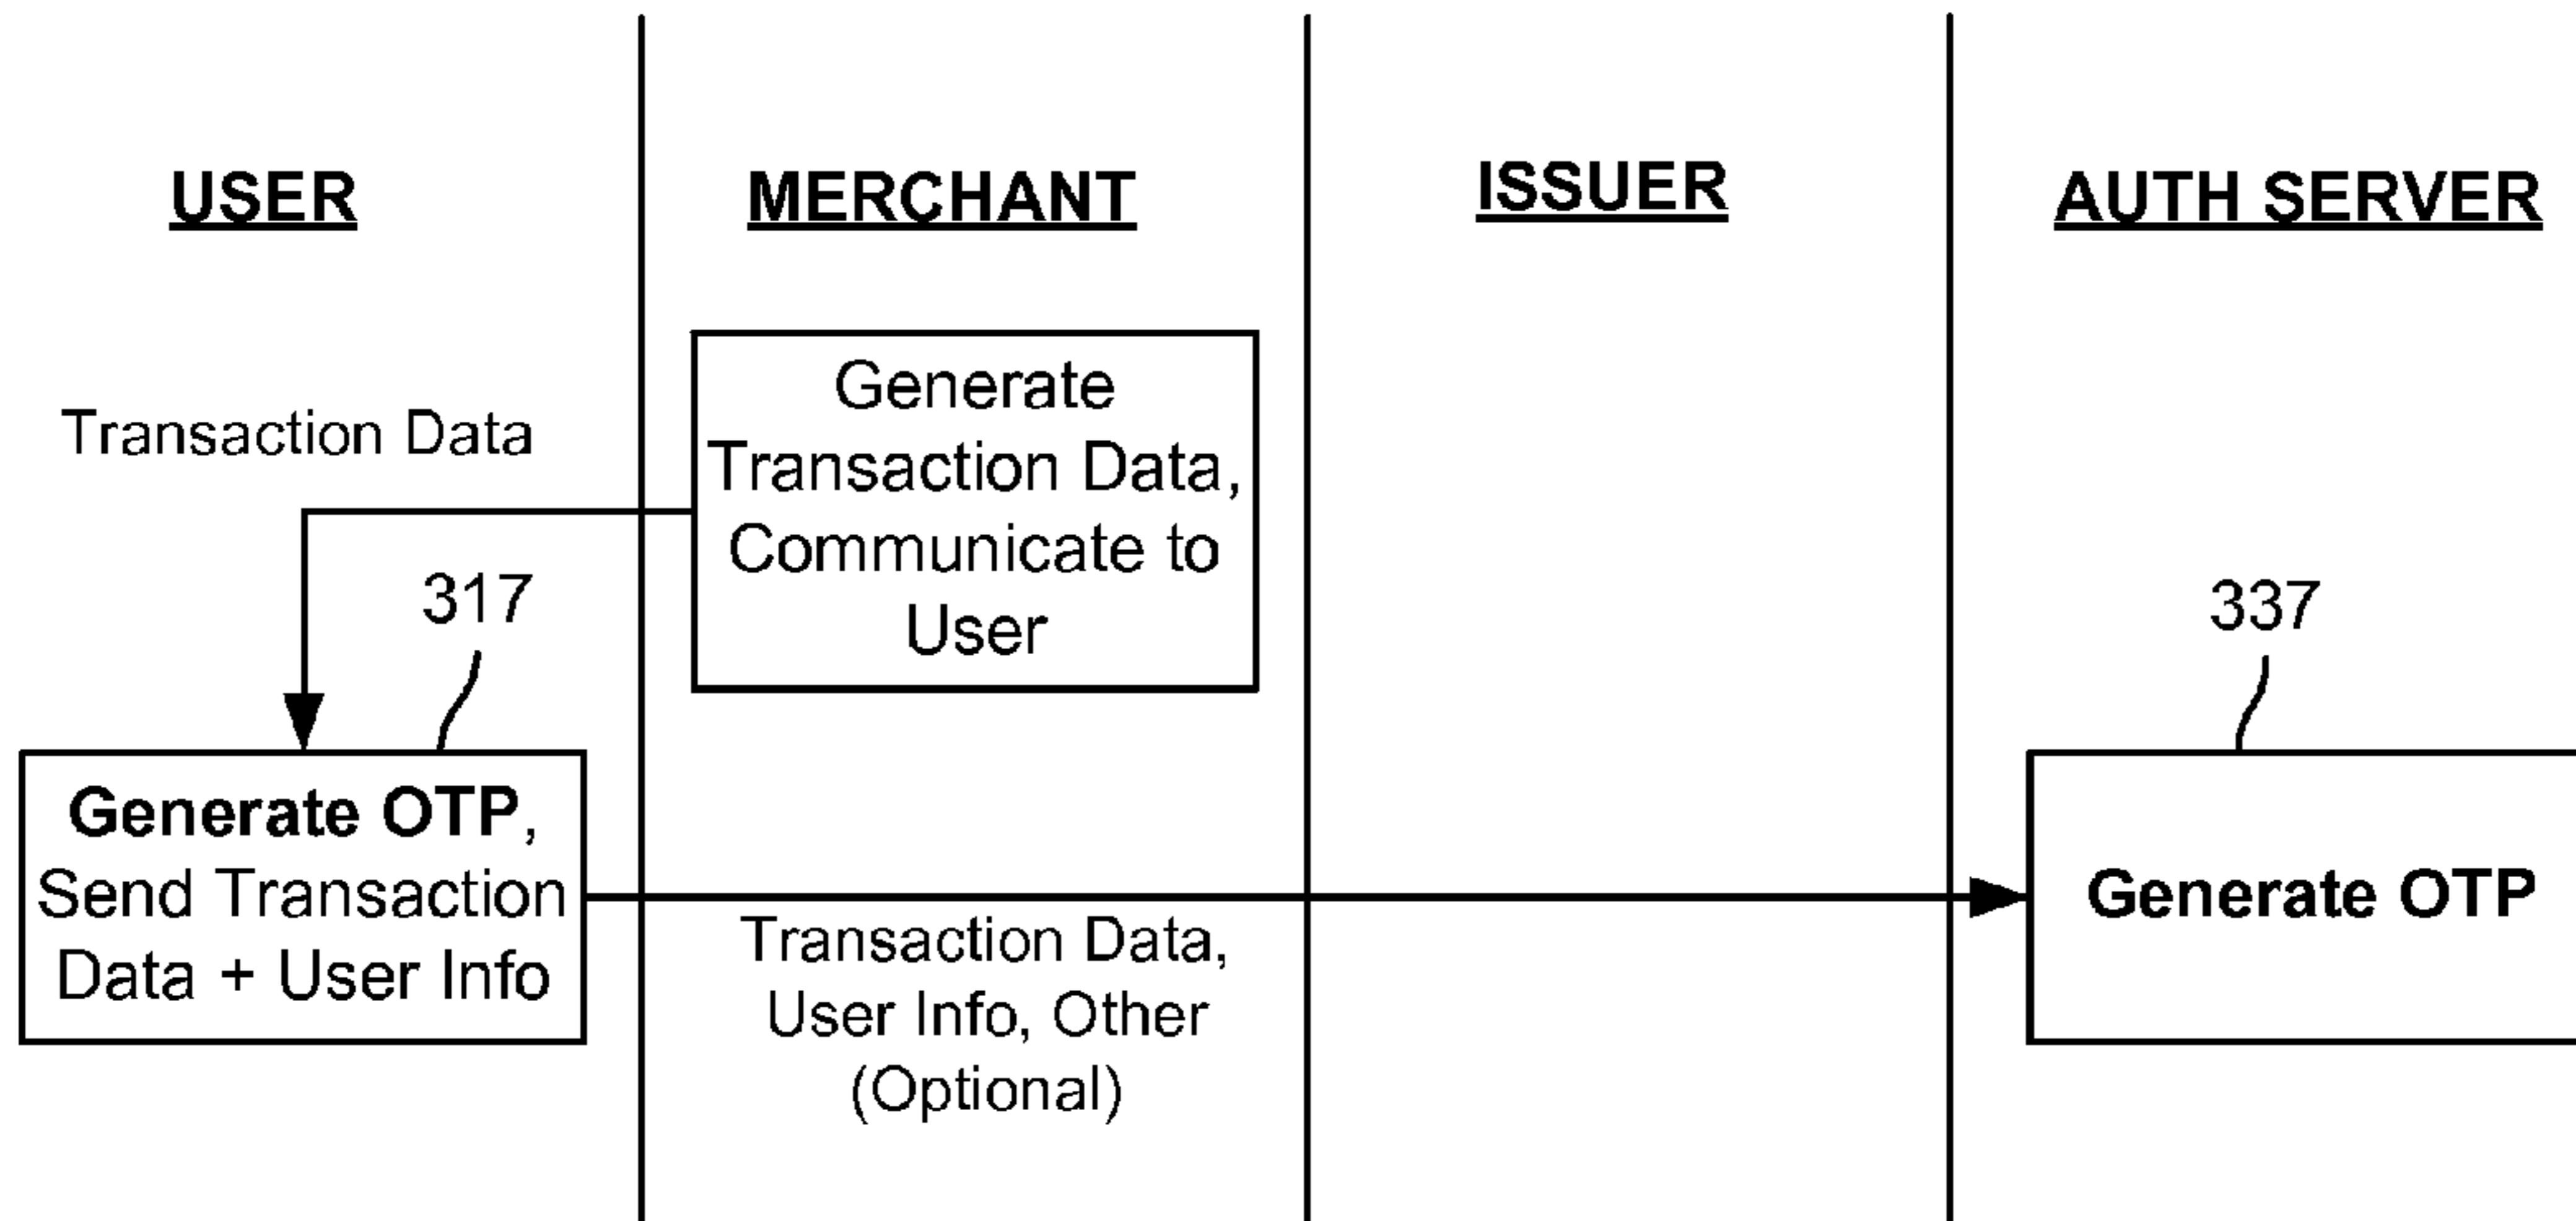 USER
MERCHANT
ISSUER
AUTH SERVER
Transaction Data
Generate
Transaction Data,
Communicate to
User
317
337
Generate OTP,
Send Transaction
Data + User Info
Transaction Data,
User Info, Other
(Optional)
Generate OTP